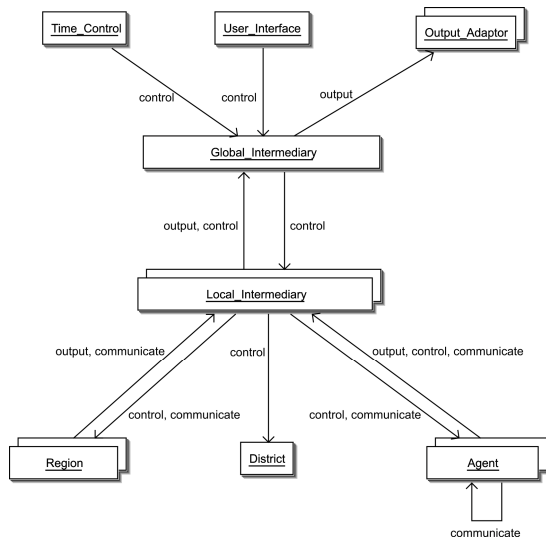 Time_Control
User_Interface
Output_Adaptor
control
control
output
Global_Intermediary
output, control
control
Local_Intermediary
output, communicate
control
output, control, communicate
control, communicate
control, communicate
Region
District
Agent
communicate